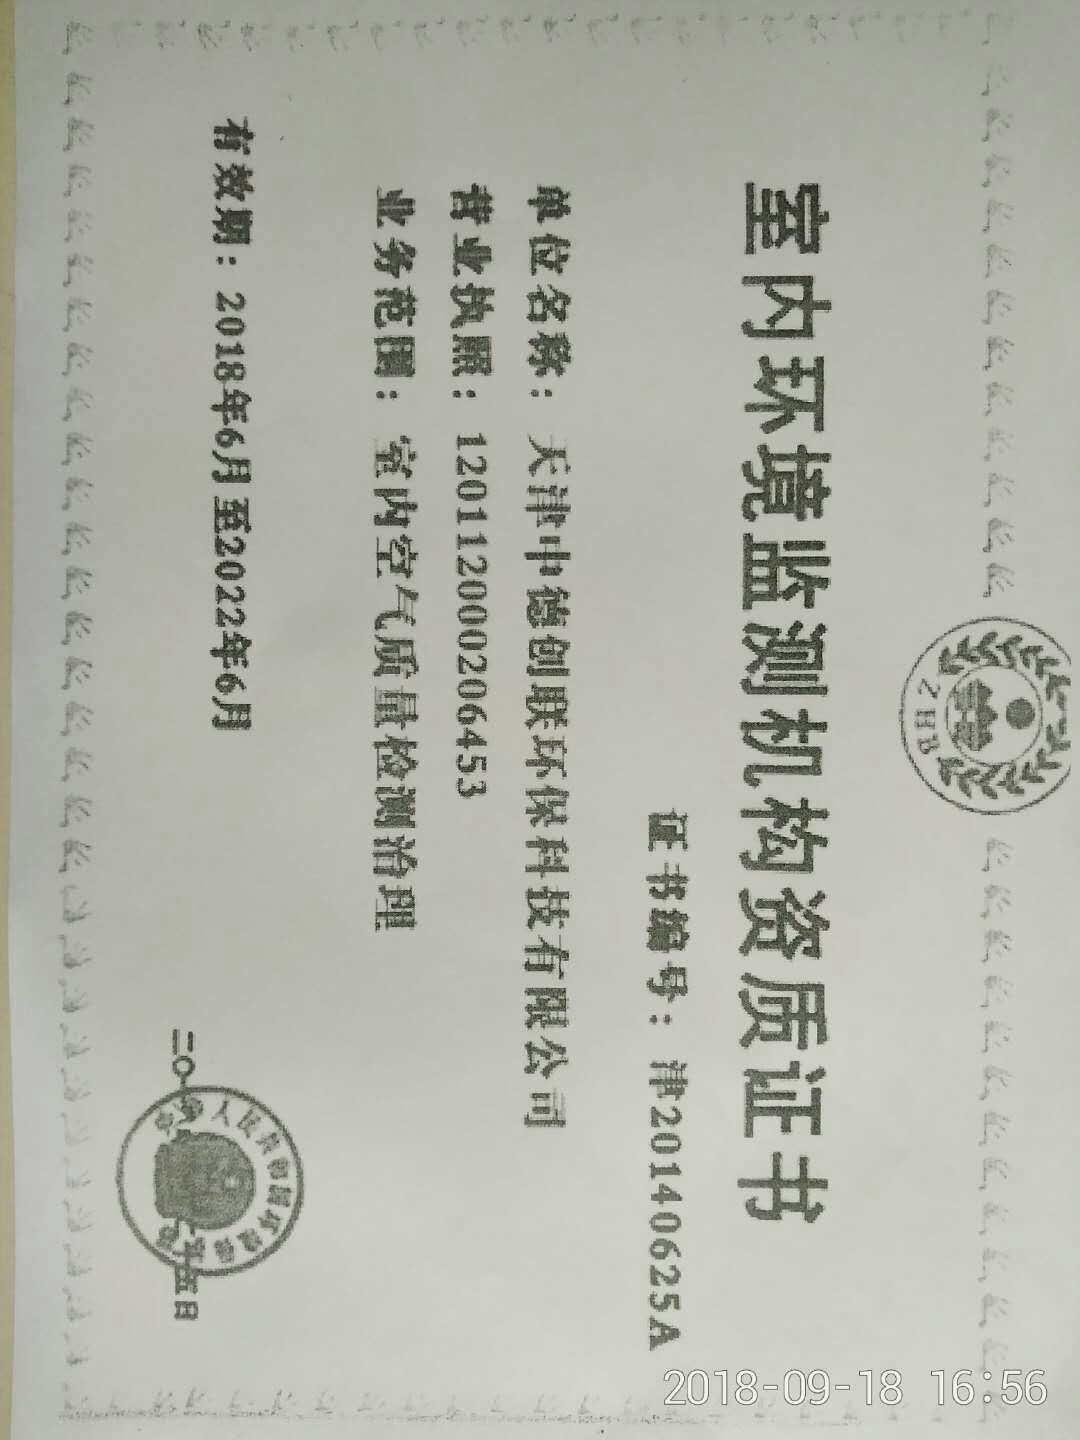 ZHB
室内环境监测机构资质证书
证书编号：津20140625A
单位名称：天津中德创联环保科技有限公司
营业执照：120112000206453
业务范围：室内空气质量检测治理
有效期：2018年6月至2022年6月
2018-09-18 16:56